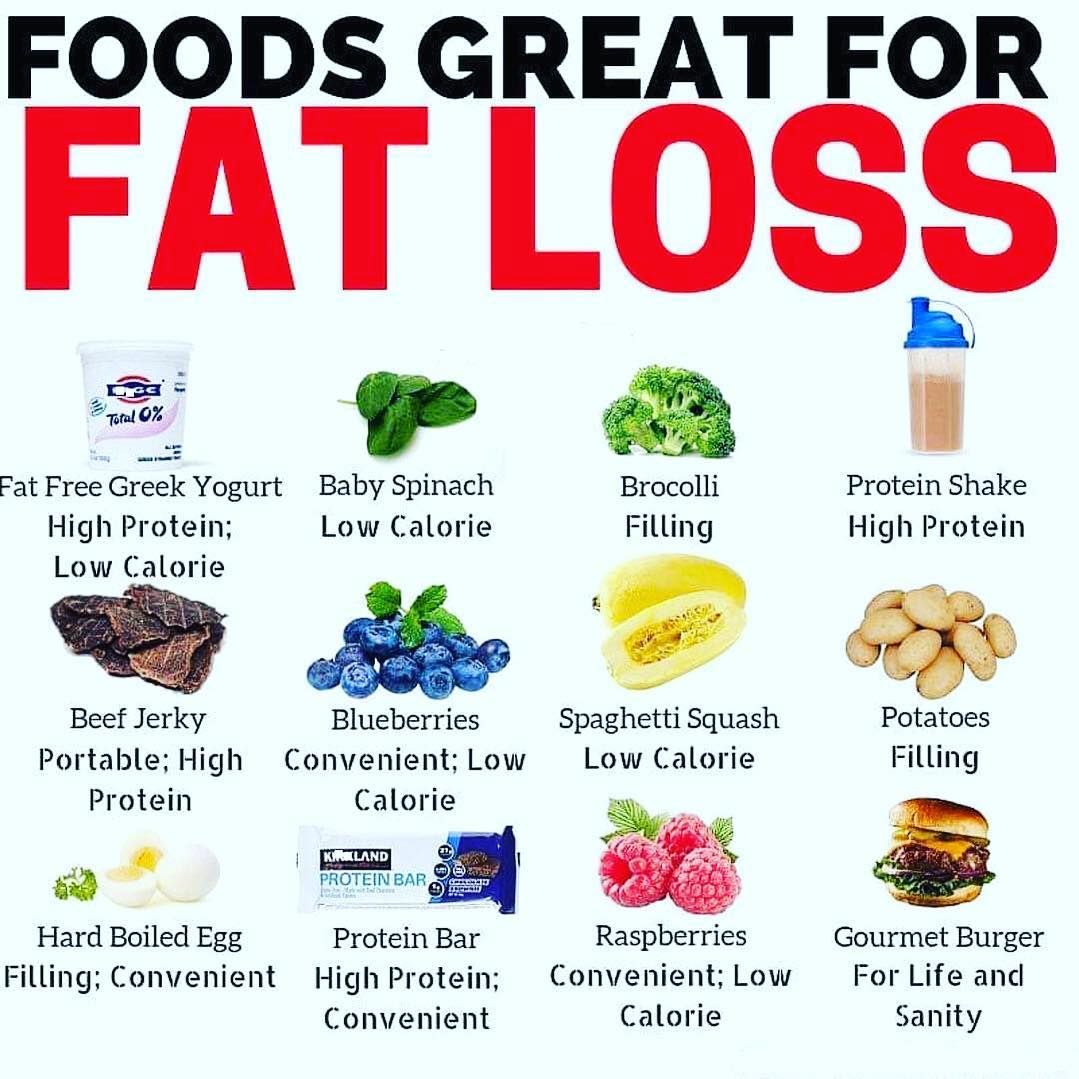 FOODS GREAT FOR
FAT LOSS
Total 0%
Fat Free Greek Yogurt
High Protein;
Low Calorie
Baby Spinach
Low Calorie
Brocolli
Filling
Protein Shake
High Protein
Beef Jerky
Portable; High
Protein
Blueberries
Convenient; Low
Calorie
Spaghetti Squash
Low Calorie
Potatoes
Filling
Hard Boiled Egg
Filling; Convenient
KIRKLAND
PROTEIN BAR
Protein Bar
High Protein;
Convenient
Raspberries
Convenient; Low
Calorie
Gourmet Burger
For Life and
Sanity